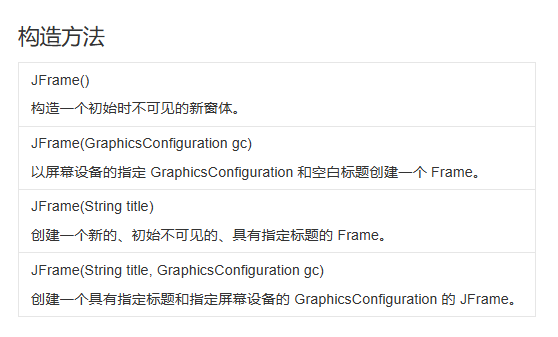 构造方法
JFrame()
构造一个初始时不可见的新窗体。
JFrame(GraphicsConfiguration gc)
以屏幕设备的指定 GraphicsConfiguration 和空白标题创建一个 Frame。
JFrame(String title)
创建一个新的、初始不可见的、具有指定标题的 Frame。
JFrame(String title, GraphicsConfiguration gc)
创建一个具有指定标题和指定屏幕设备的 GraphicsConfiguration 的 JFrame。